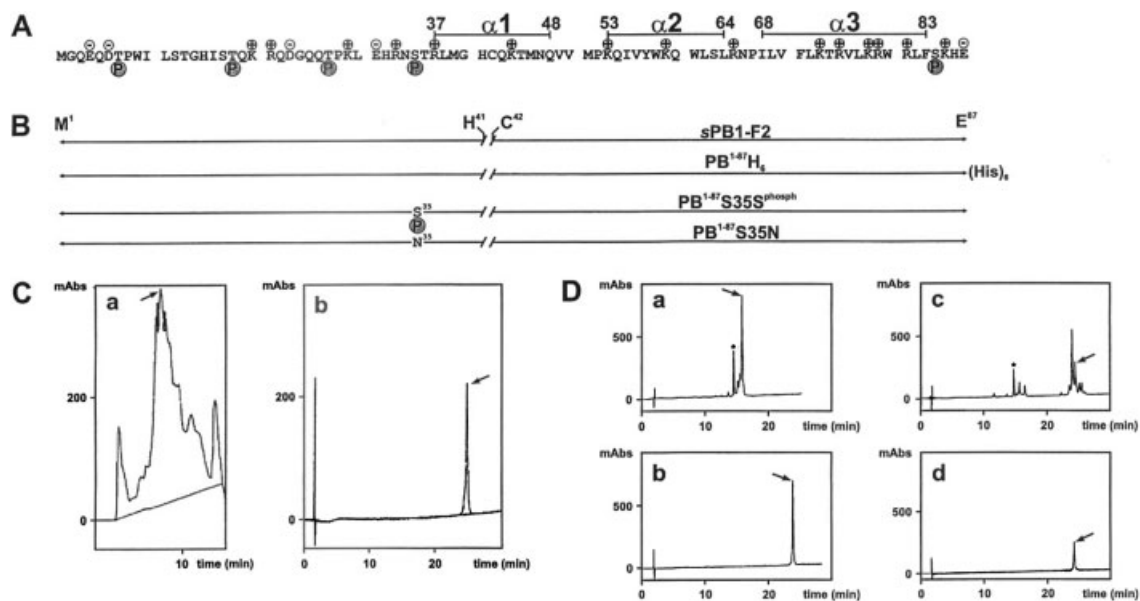 A
37 α1 48 53 α2 64 68 α3 83
MGQEQDTPWI LSTGHISTQK RQDGQQTPKL EHRNSTRLMG HCQKTMNQVV MPKQIVYWKQ WLSLRNPILV FLKTRVLKRW RLFSKHE
P P P P P
B
M¹ H⁴¹ C⁴² E⁸⁷
sPB1-F2
PB¹⁻⁸⁷H₆ (His)₆
PB¹⁻⁸⁷S35Sᵖʰᵒˢᵖʰ
S³⁵
P
PB¹⁻⁸⁷S35N
N³⁵
C
mAbs a
200
0
10 time (min)
mAbs b
200
0
0 10 20 time (min)
D
mAbs a
500
*
0
0 10 20 time (min)
mAbs c
500
*
0
0 10 20 time (min)
mAbs b
500
0
0 10 20 time (min)
mAbs d
500
0
0 10 20 time (min)